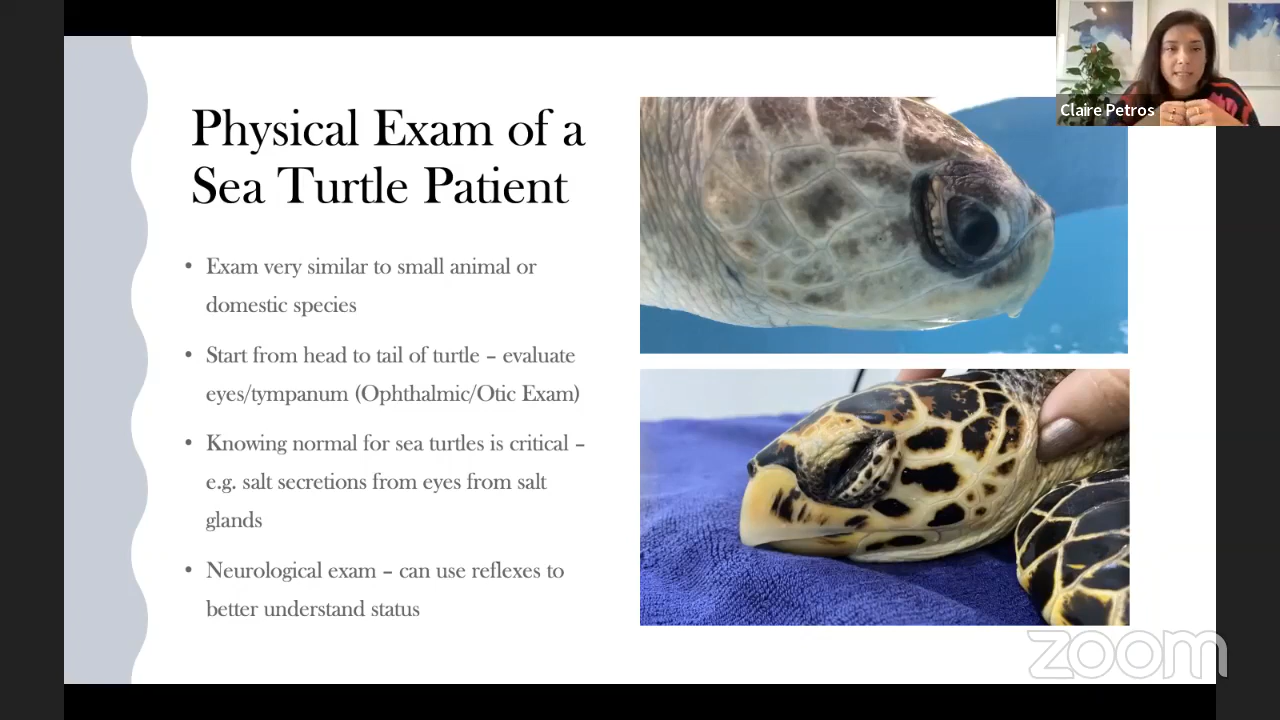 Claire Petros
Physical Exam of a
Sea Turtle Patient
• Exam very similar to small animal or
domestic species
• Start from head to tail of turtle – evaluate
eyes/tympanum (Ophthalmic/Otic Exam)
• Knowing normal for sea turtles is critical –
e.g. salt secretions from eyes from salt
glands
• Neurological exam – can use reflexes to
better understand status
zoom